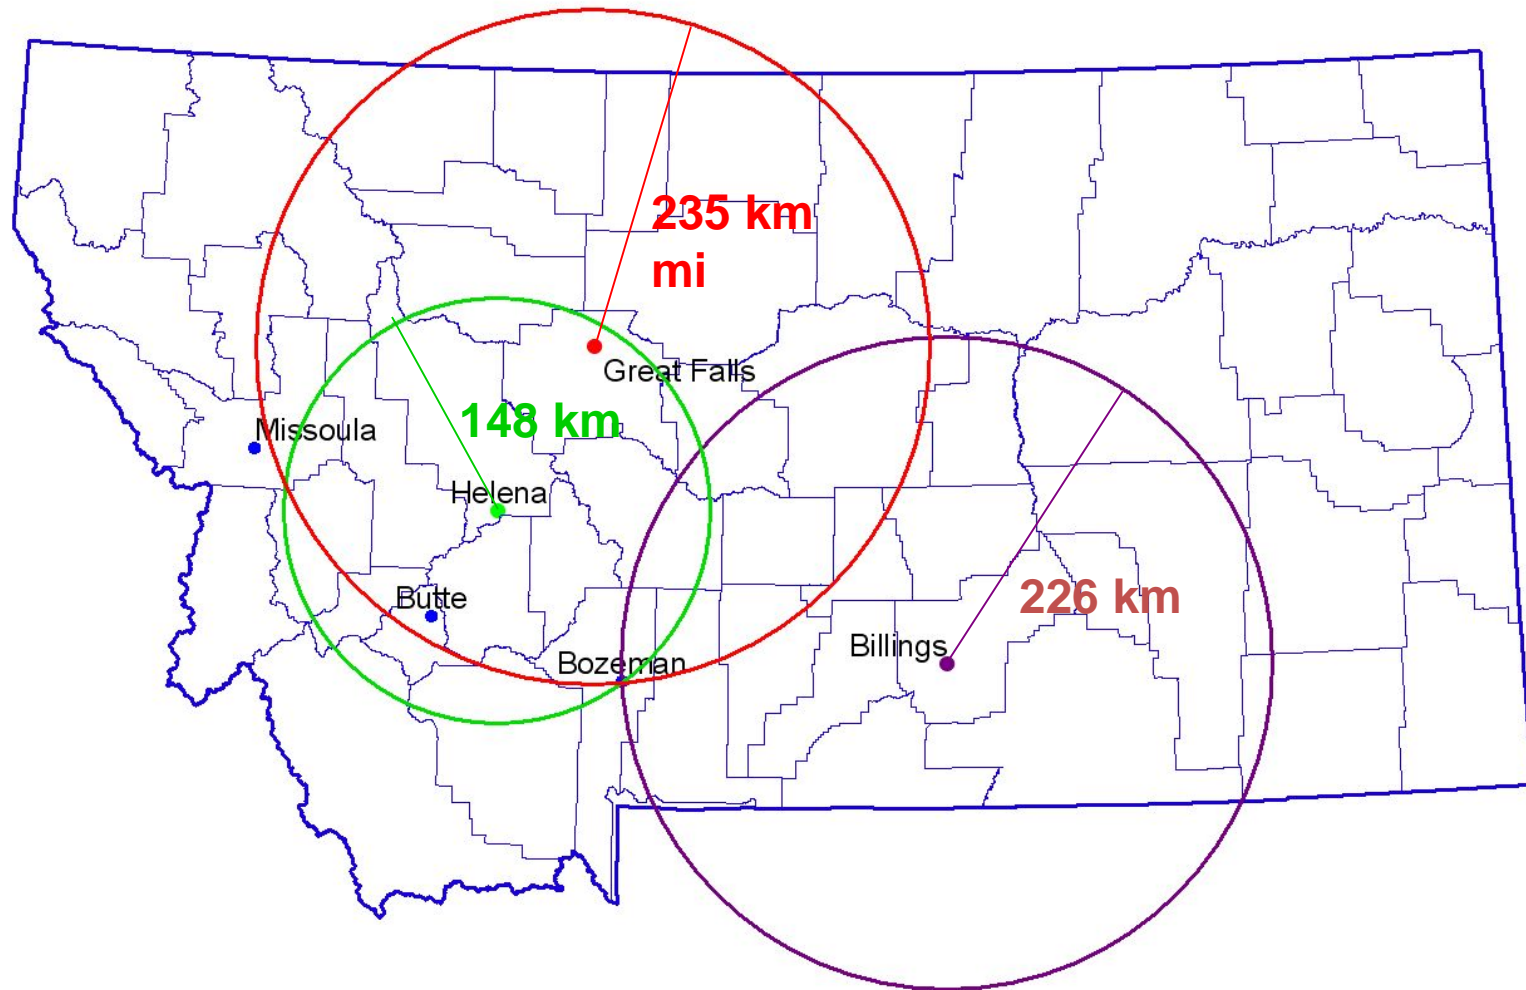 235 km
mi
Great Falls
148 km
Missoula
Helena
Butte
226 km
Billings
Bozeman